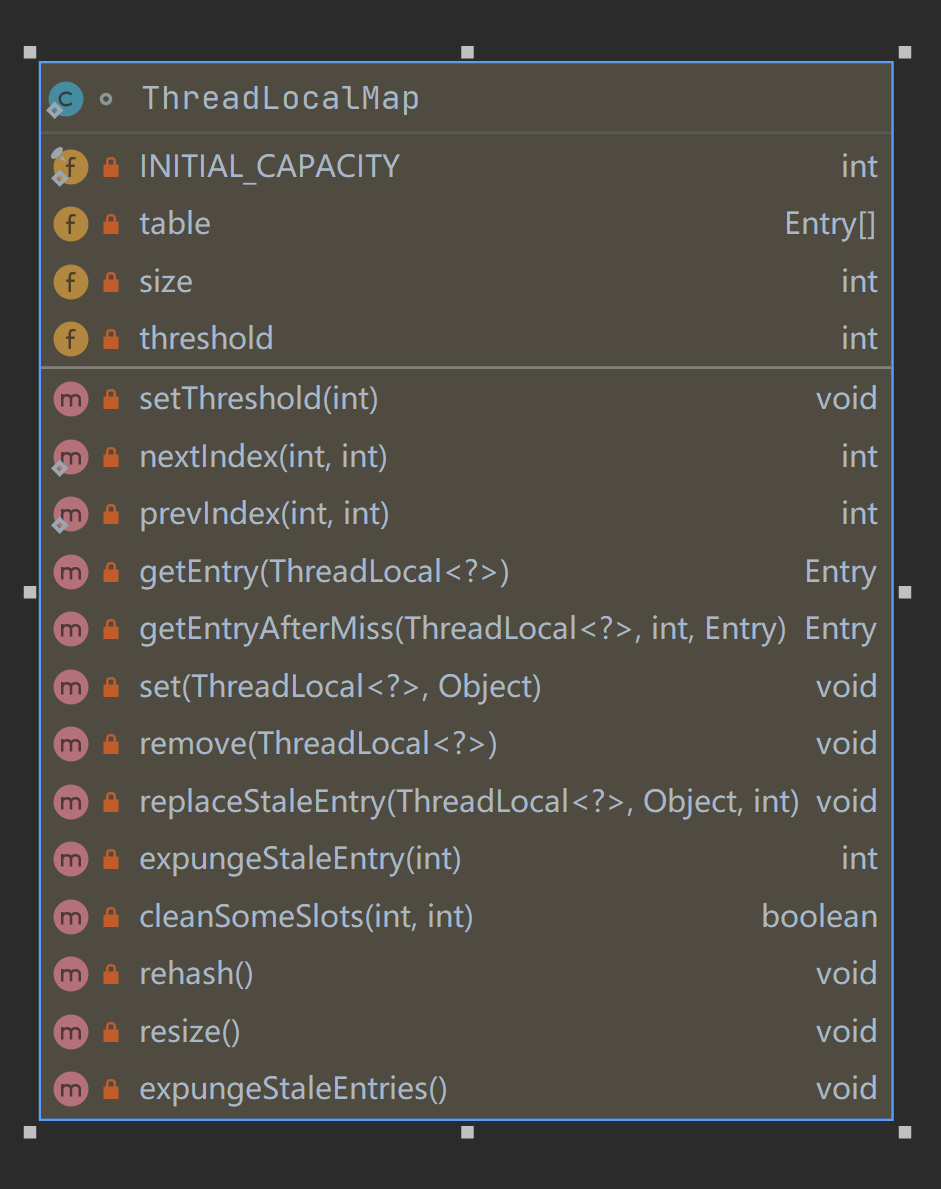 ThreadLocalMap
INITIAL_CAPACITY int
table Entry[]
size int
threshold int
setThreshold(int) void
nextIndex(int, int) int
prevIndex(int, int) int
getEntry(ThreadLocal<?>) Entry
getEntryAfterMiss(ThreadLocal<?>, int, Entry) Entry
set(ThreadLocal<?>, Object) void
remove(ThreadLocal<?>) void
replaceStaleEntry(ThreadLocal<?>, Object, int) void
expungeStaleEntry(int) int
cleanSomeSlots(int, int) boolean
rehash() void
resize() void
expungeStaleEntries() void